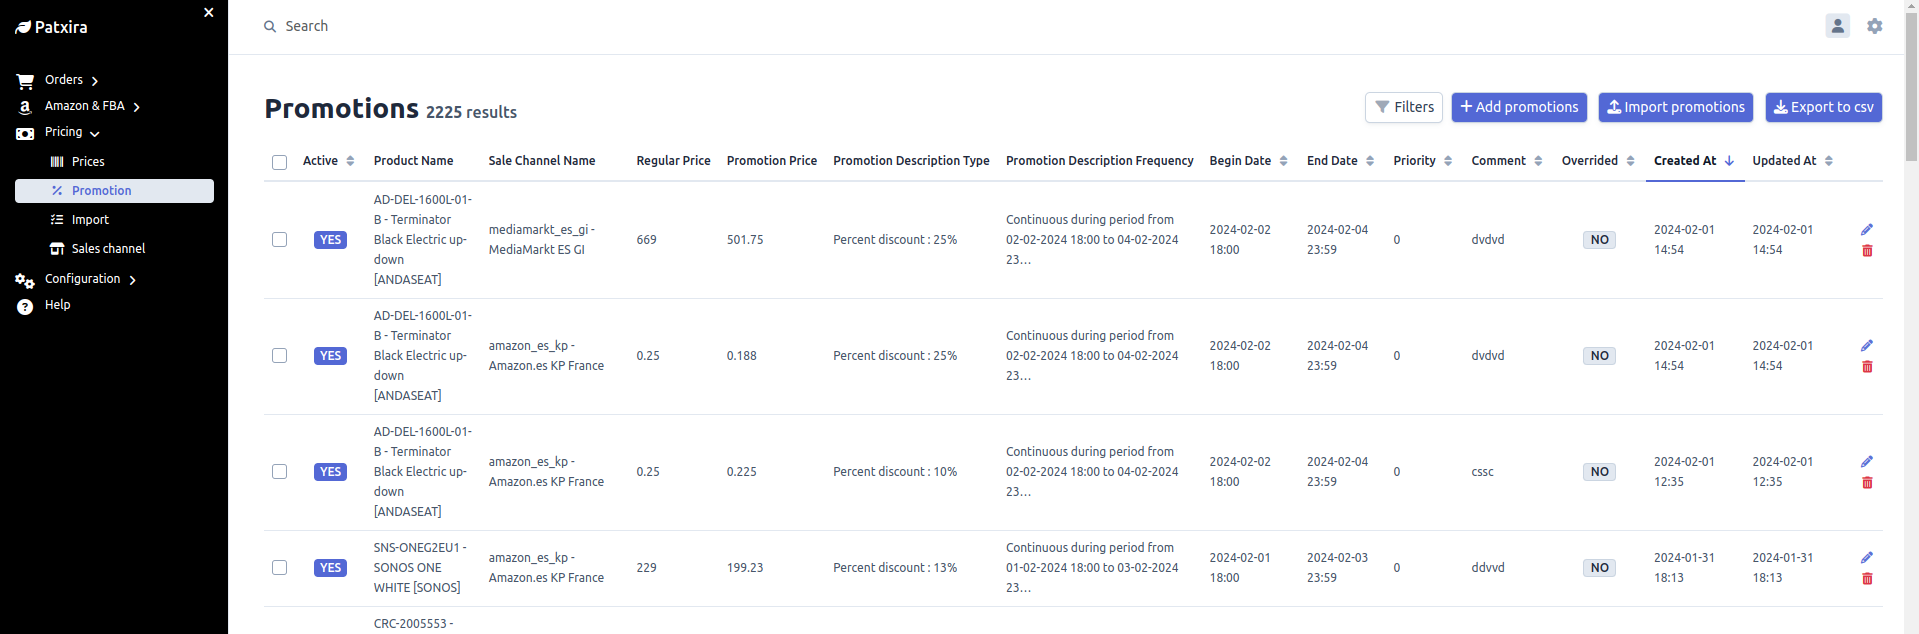 Patxira
Orders
Amazon & FBA
Pricing
Prices
Promotion
Import
Sales channel
Configuration
Help
Search
Promotions 2225 results
Filters
Add promotions
Import promotions
Export to csv
Active Product Name Sale Channel Name Regular Price Promotion Price Promotion Description Type Promotion Description Frequency Begin Date End Date Priority Comment Overrided Created At Updated At
YES
AD-DEL-1600L-01-
B - Terminator
Black Electric up-
down
[ANDASEAT]
mediamarkt_es_gi -
MediaMarkt ES GI
669
501.75
Percent discount : 25%
Continuous during period from
02-02-2024 18:00 to 04-02-2024
23...
2024-02-02
18:00
2024-02-04
23:59
0
dvdvd
NO
2024-02-01
14:54
2024-02-01
14:54
YES
AD-DEL-1600L-01-
B - Terminator
Black Electric up-
down
[ANDASEAT]
amazon_es_kp -
Amazon.es KP France
0.25
0.188
Percent discount : 25%
Continuous during period from
02-02-2024 18:00 to 04-02-2024
23...
2024-02-02
18:00
2024-02-04
23:59
0
dvdvd
NO
2024-02-01
14:54
2024-02-01
14:54
YES
AD-DEL-1600L-01-
B - Terminator
Black Electric up-
down
[ANDASEAT]
amazon_es_kp -
Amazon.es KP France
0.25
0.225
Percent discount : 10%
Continuous during period from
02-02-2024 18:00 to 04-02-2024
23...
2024-02-02
18:00
2024-02-04
23:59
0
cssc
NO
2024-02-01
12:35
2024-02-01
12:35
YES
SNS-ONEG2EU1 -
SONOS ONE
WHITE [SONOS]
amazon_es_kp -
Amazon.es KP France
229
199.23
Percent discount : 13%
Continuous during period from
01-02-2024 18:00 to 03-02-2024
23...
2024-02-01
18:00
2024-02-03
23:59
0
ddvvd
NO
2024-01-31
18:13
2024-01-31
18:13
CRC-2005553 -